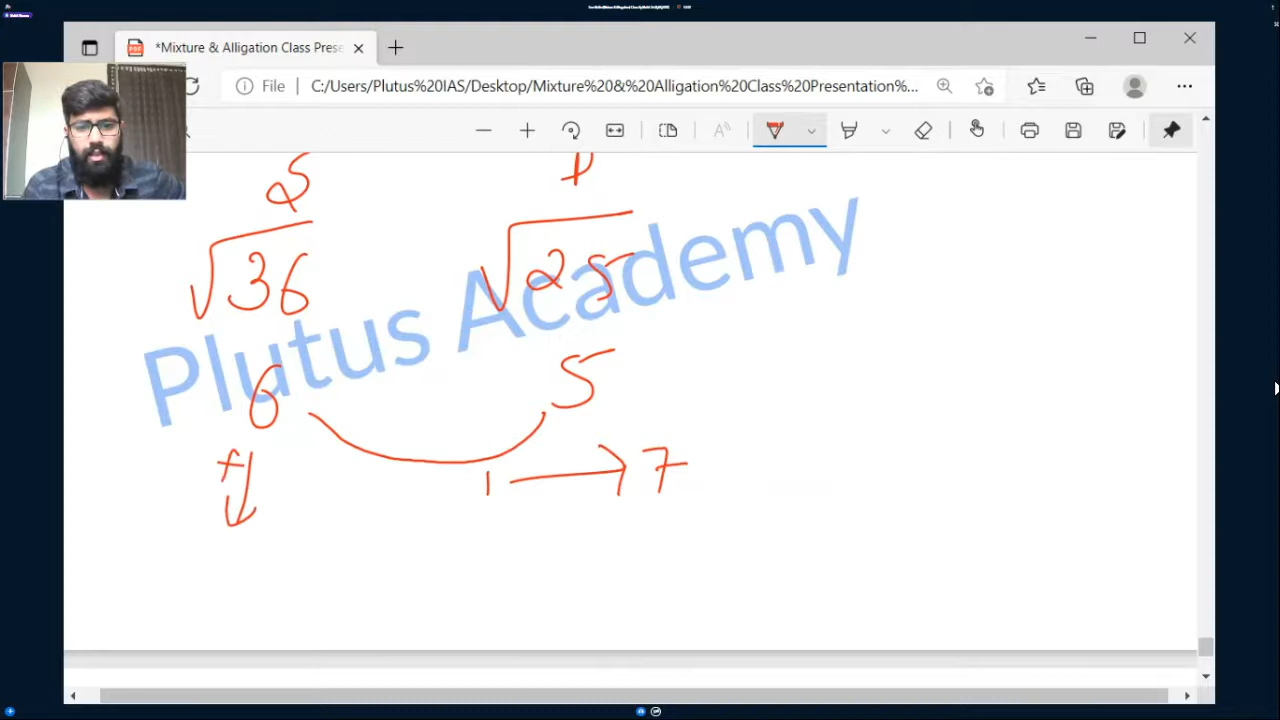 *Mixture & Alligation Class Prese
File
C:/Users/Plutus%20IAS/Desktop/Mixture%20&%20Alligation%20Class%20Presentation%...
√36 √25
Plutus Academy
6 5
1 → 7